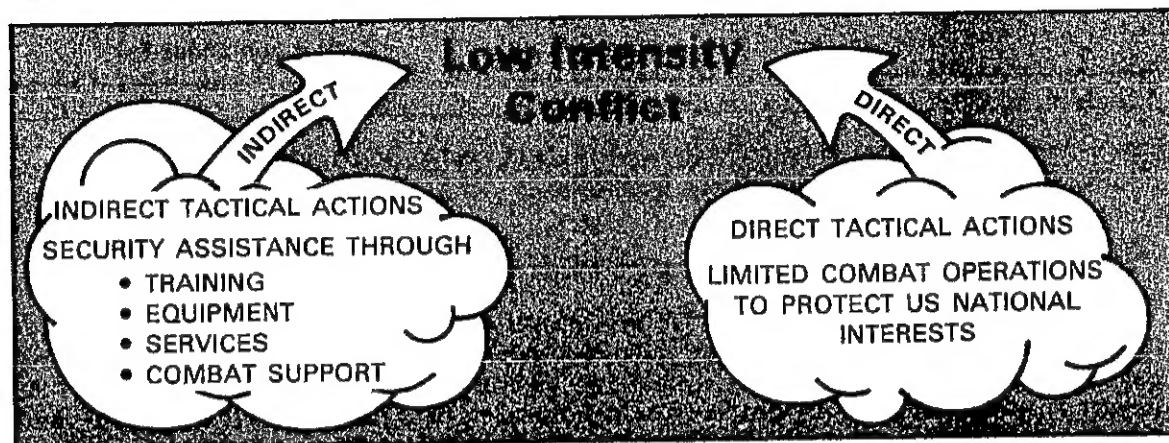 Low Intensity
Conflict
INDIRECT
DIRECT
INDIRECT TACTICAL ACTIONS
SECURITY ASSISTANCE THROUGH
• TRAINING
• EQUIPMENT
• SERVICES
• COMBAT SUPPORT
DIRECT TACTICAL ACTIONS
LIMITED COMBAT OPERATIONS
TO PROTECT US NATIONAL
INTERESTS